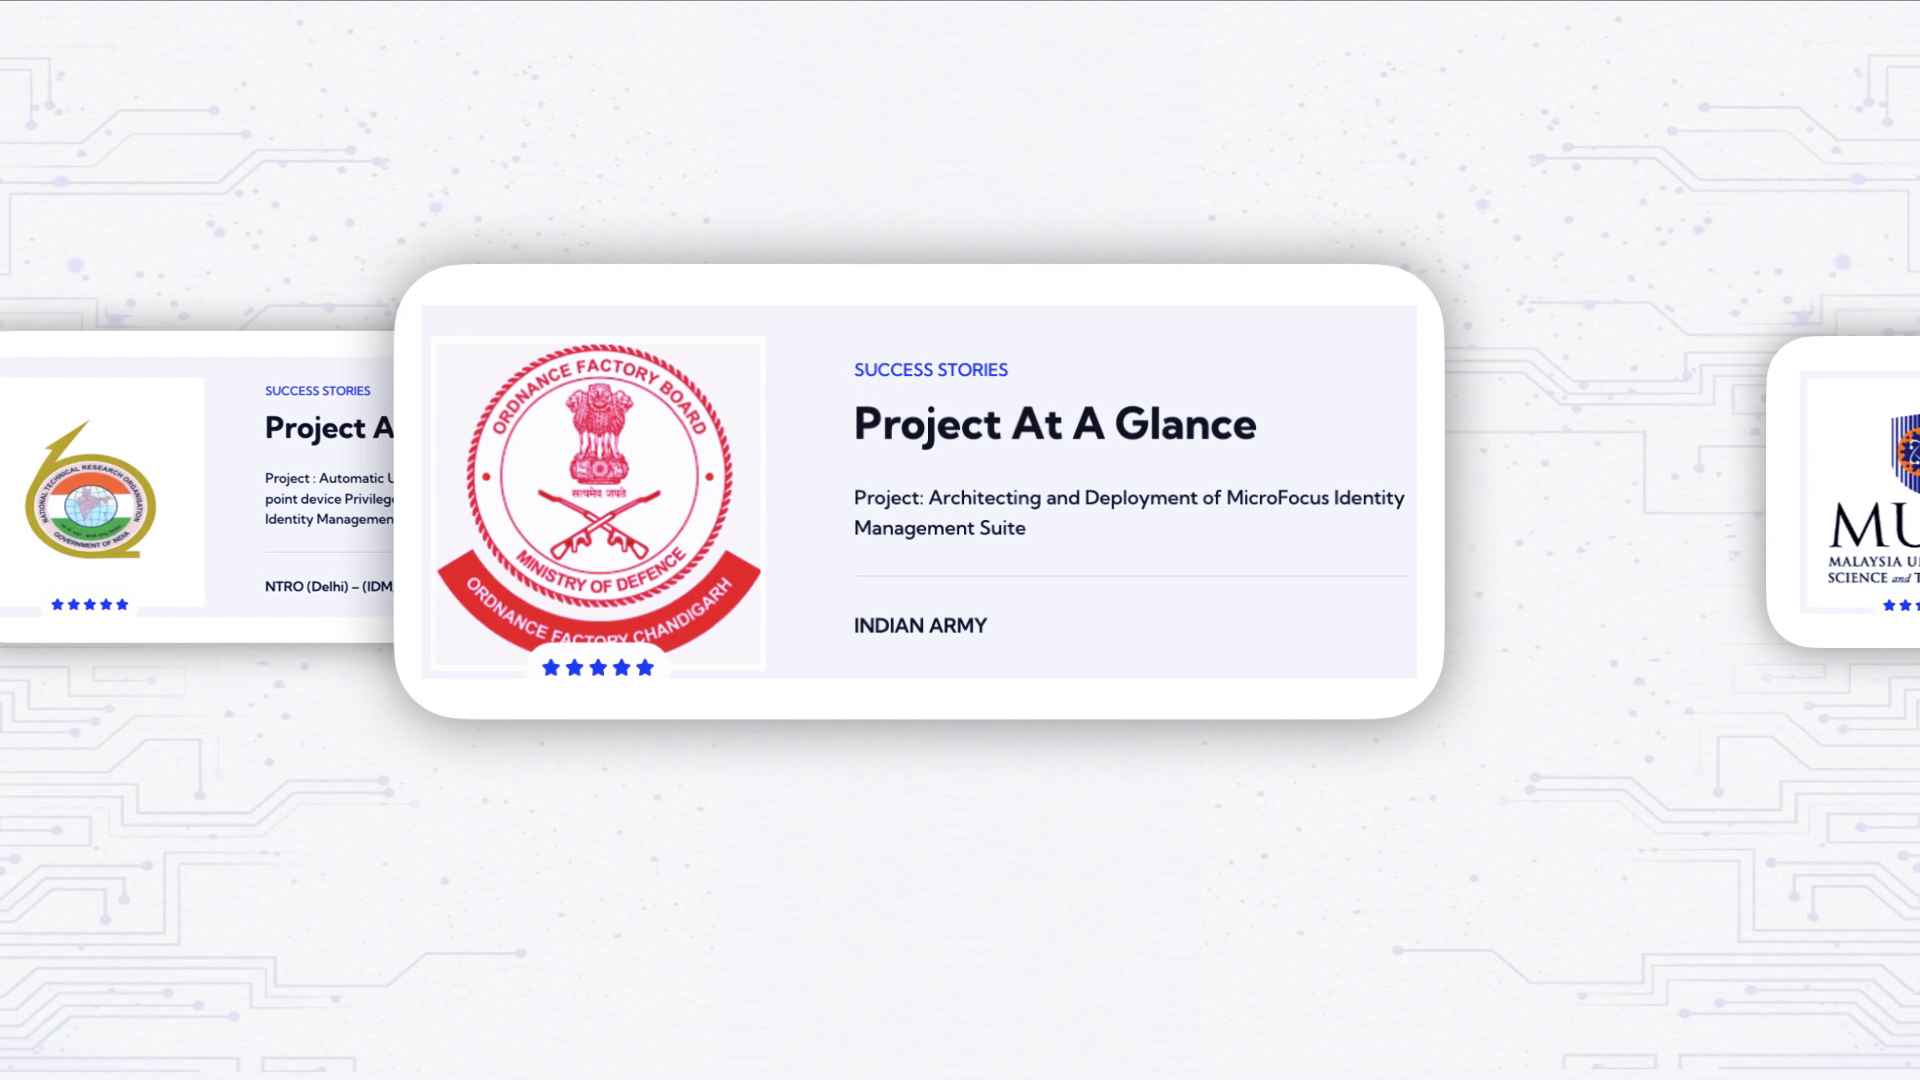 NATIONAL TECHNICAL RESEARCH ORGANISATION
GOVERNMENT OF INDIA
SUCCESS STORIES
Project A
Project : Automatic U
point device Privileg
Identity Managemen
NTRO (Delhi) – (IDM
ORDNANCE FACTORY BOARD
सत्यमेव जयते
MINISTRY OF DEFENCE
ORDNANCE FACTORY CHANDIGARH
SUCCESS STORIES
Project At A Glance
Project: Architecting and Deployment of MicroFocus Identity
Management Suite
INDIAN ARMY
MU
MALAYSIA U
SCIENCE and T